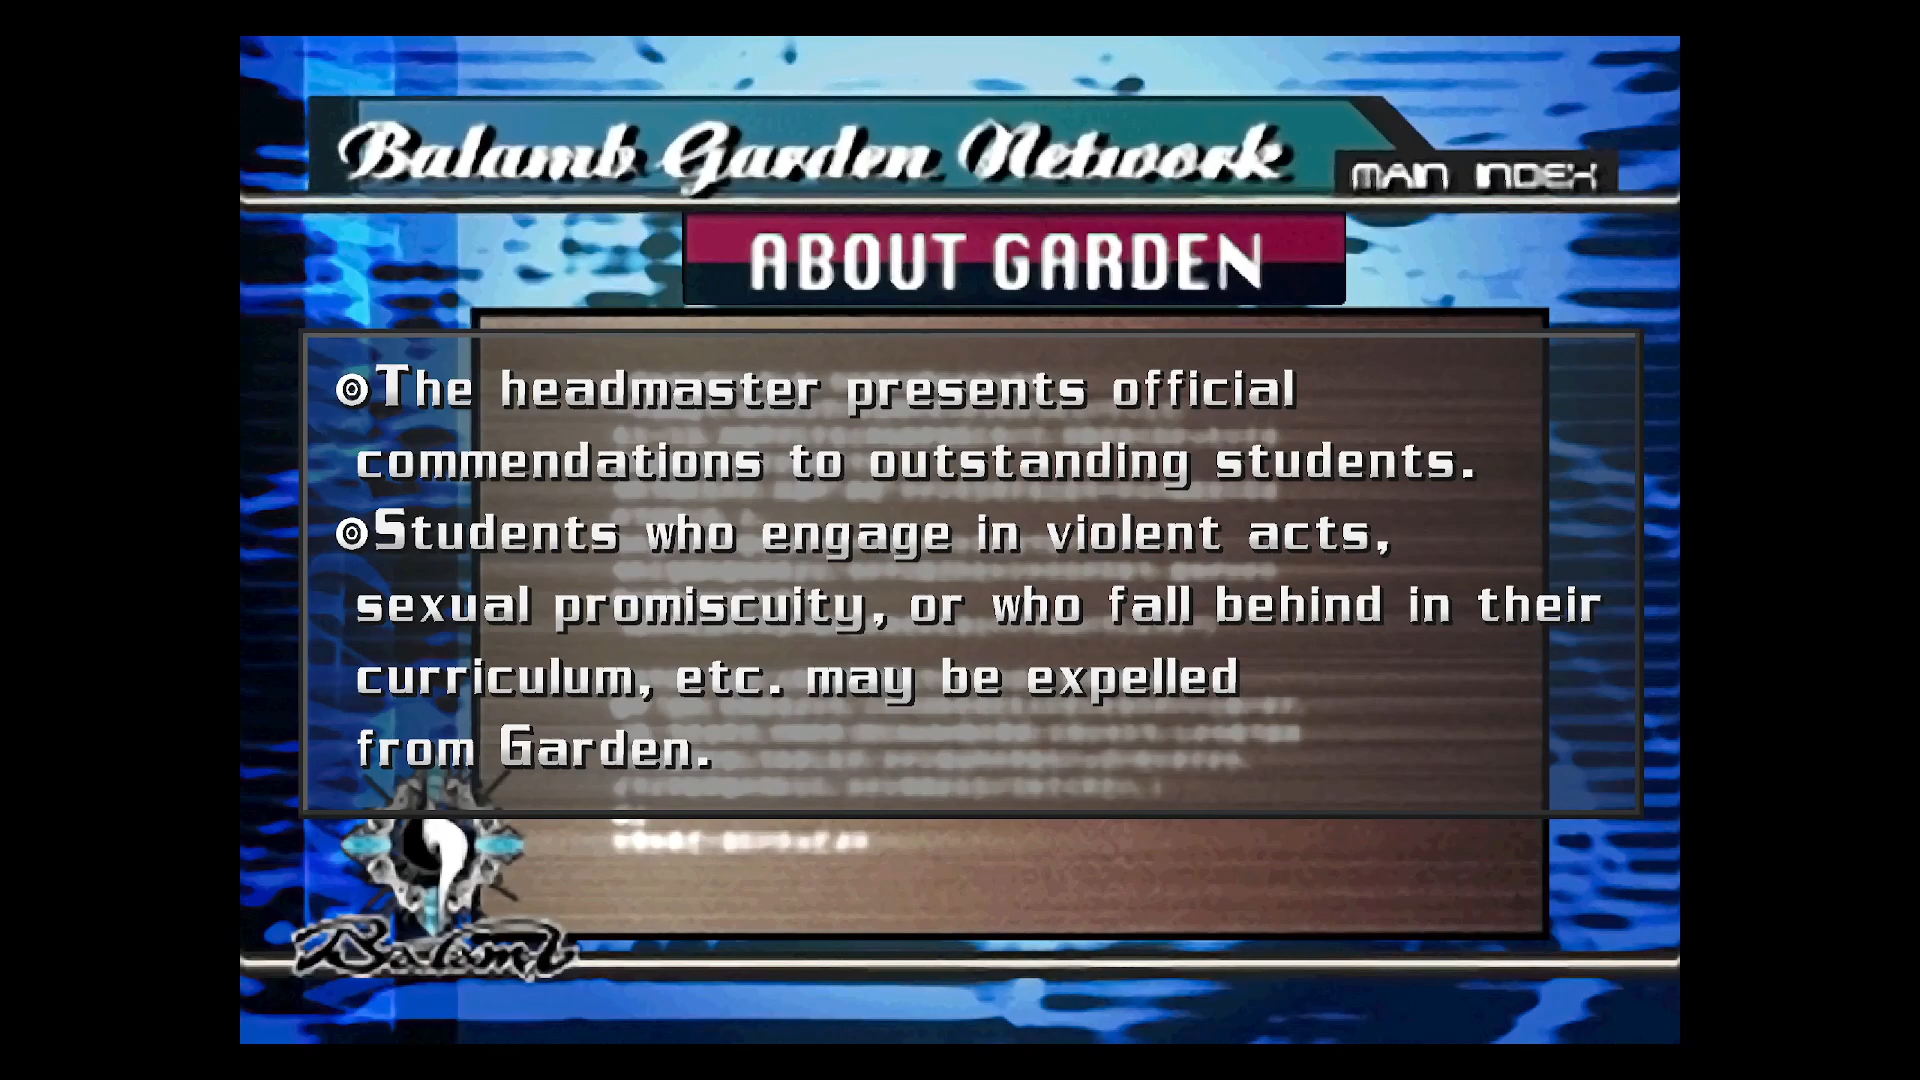 Balamb Garden Network
MAIN INDEX
ABOUT GARDEN
◎The headmaster presents official
commendations to outstanding students.
◎Students who engage in violent acts,
sexual promiscuity, or who fall behind in their
curriculum, etc. may be expelled
from Garden.
Balamb